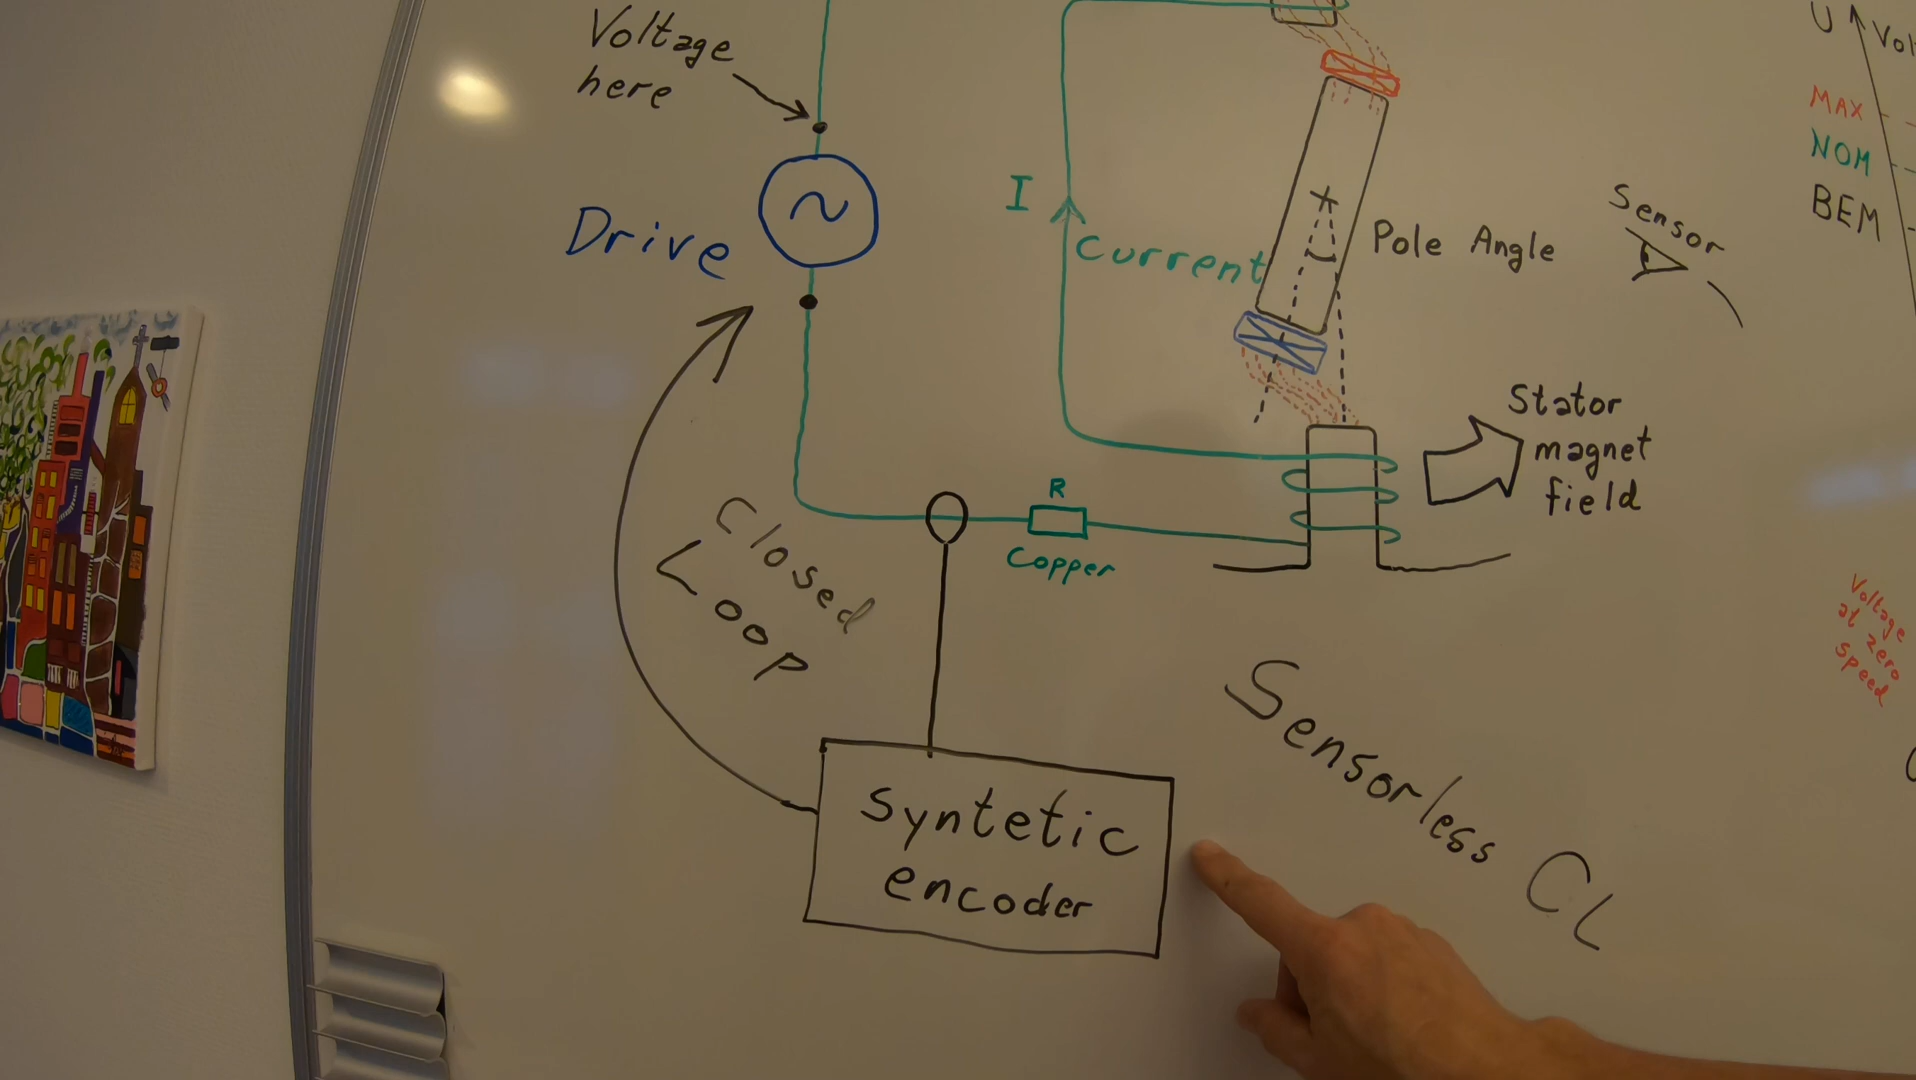 Voltage
here
Drive
I
Current
Pole Angle
Sensor
U
MAX
NOM
BEM
Stator
magnet
field
R
Copper
Closed
Loop
Sensorless CL
Syntetic
encoder
Voltage
at zero
speed